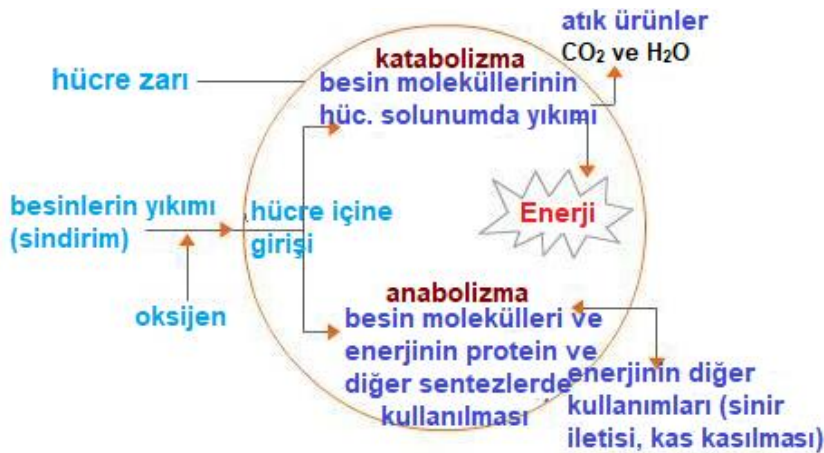 atık ürünler
CO₂ ve H₂O
katabolizma
besin moleküllerinin
hüc. solunumda yıkımı
hücre zarı
Enerji
besinlerin yıkımı
(sindirim)
hücre içine
girişi
oksijen
anabolizma
besin molekülleri ve
enerjinin protein ve
diğer sentezlerde
kullanılması
enerjinin diğer
kullanımları (sinir
iletisi, kas kasılması)